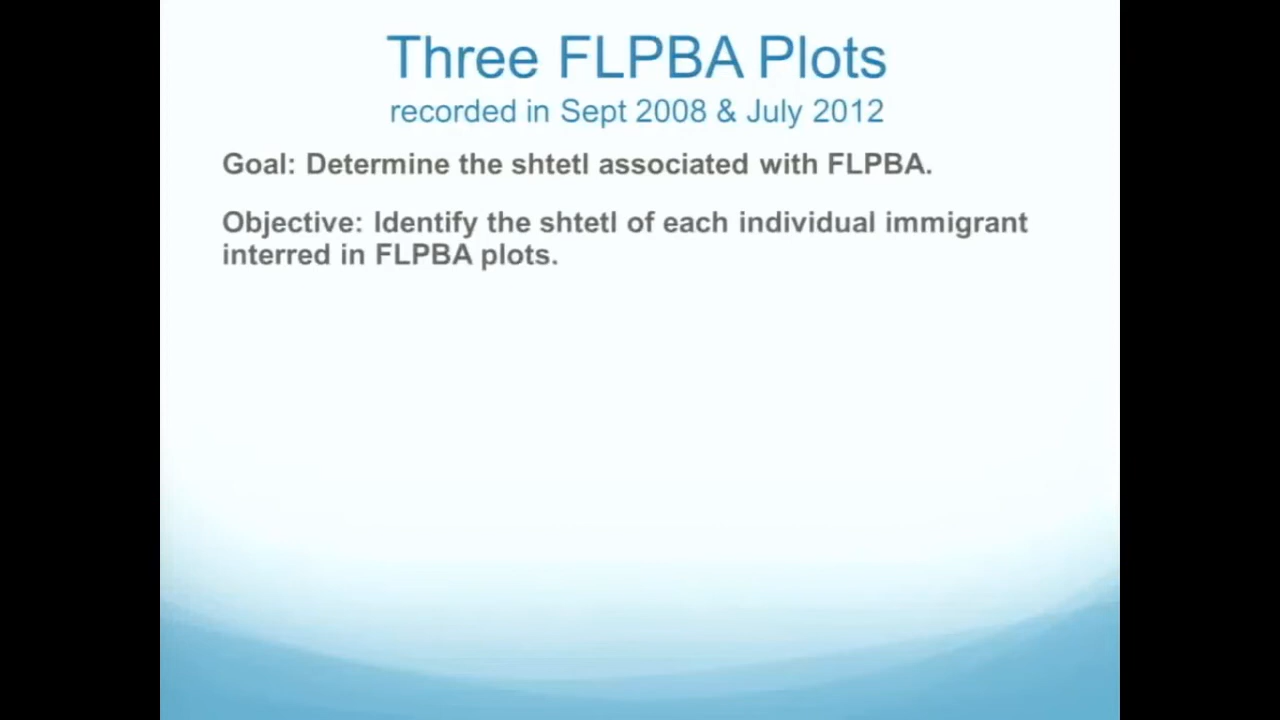 Three FLPBA Plots
recorded in Sept 2008 & July 2012
Goal: Determine the shtetl associated with FLPBA.
Objective: Identify the shtetl of each individual immigrant
interred in FLPBA plots.